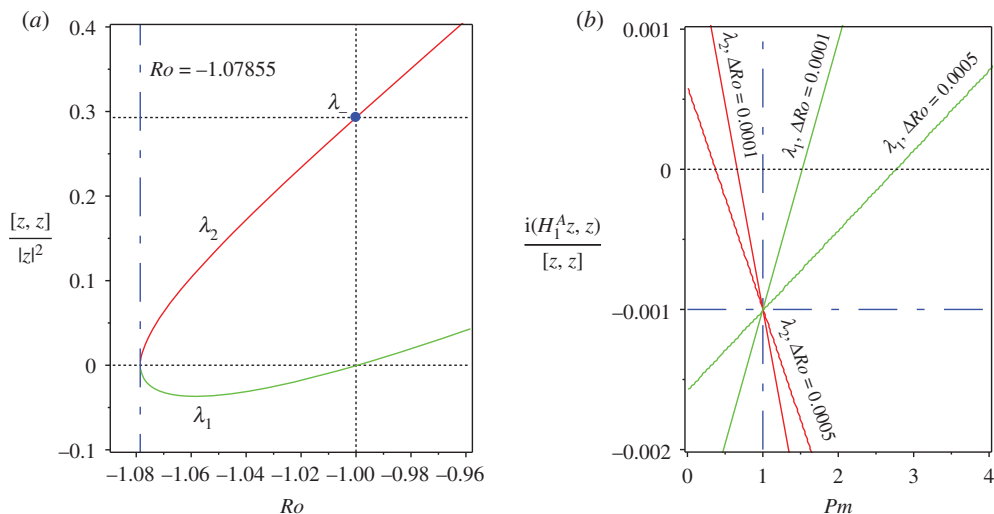 (a)
0.4
0.3
0.2
0.1
0
−0.1
[z, z]
|z|²
Ro = −1.07855
λ₋
λ₂
λ₁
−1.08 −1.06 −1.04 −1.02 −1.00 −0.98 −0.96
Ro
(b)
0.001
0
−0.001
−0.002
i(H₁ᴬz, z)
[z, z]
λ₂, ΔRo = 0.0001
λ₁, ΔRo = 0.0001
λ₁, ΔRo = 0.0005
λ₂, ΔRo = 0.0005
0 1 2 3 4
Pm